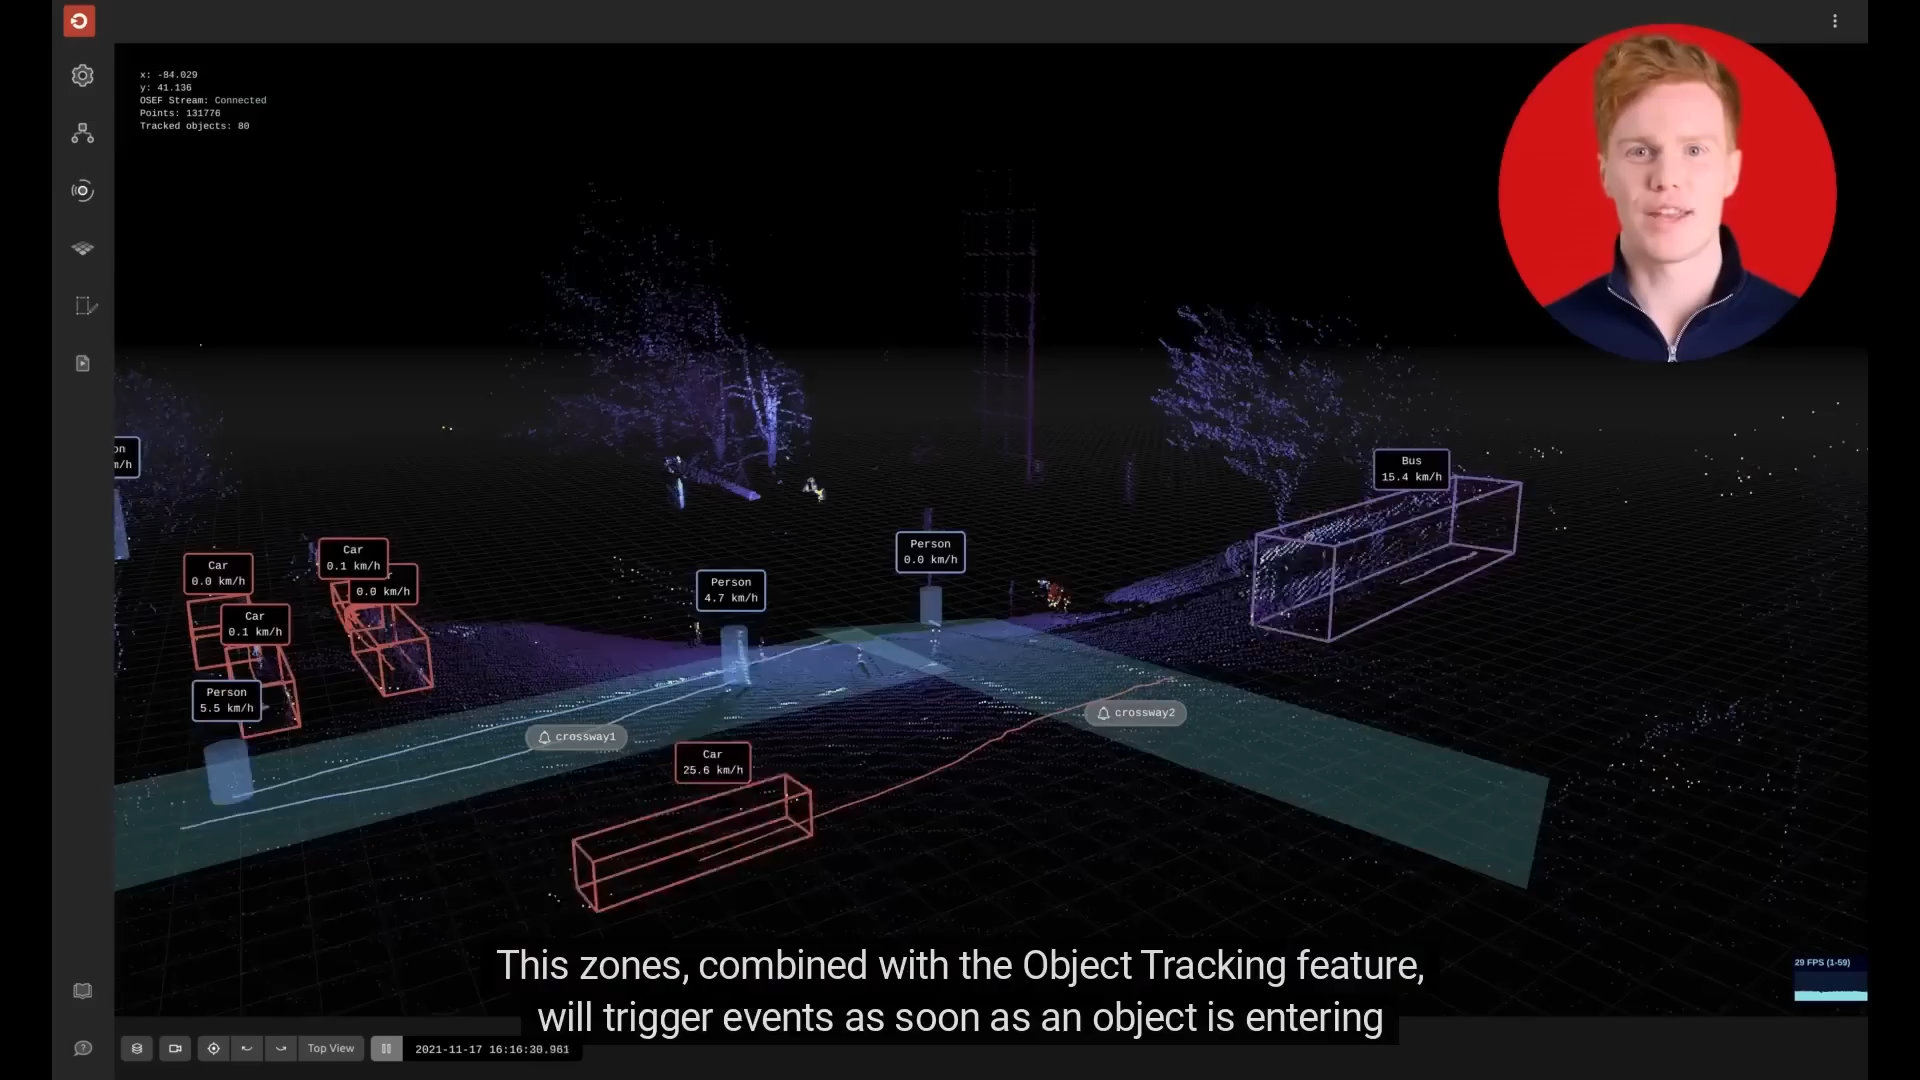 x: -84.029
y: 41.136
OSEF Stream: Connected
Points: 131776
Tracked objects: 80
on
m/h
Bus
15.4 km/h
Car
0.0 km/h
Car
0.1 km/h
0.0 km/h
Person
0.0 km/h
Person
4.7 km/h
Car
0.1 km/h
Person
5.5 km/h
crossway1
crossway2
Car
25.6 km/h
This zones, combined with the Object Tracking feature,
will trigger events as soon as an object is entering
29 FPS (1-59)
Top View
2021-11-17 16:16:30.961